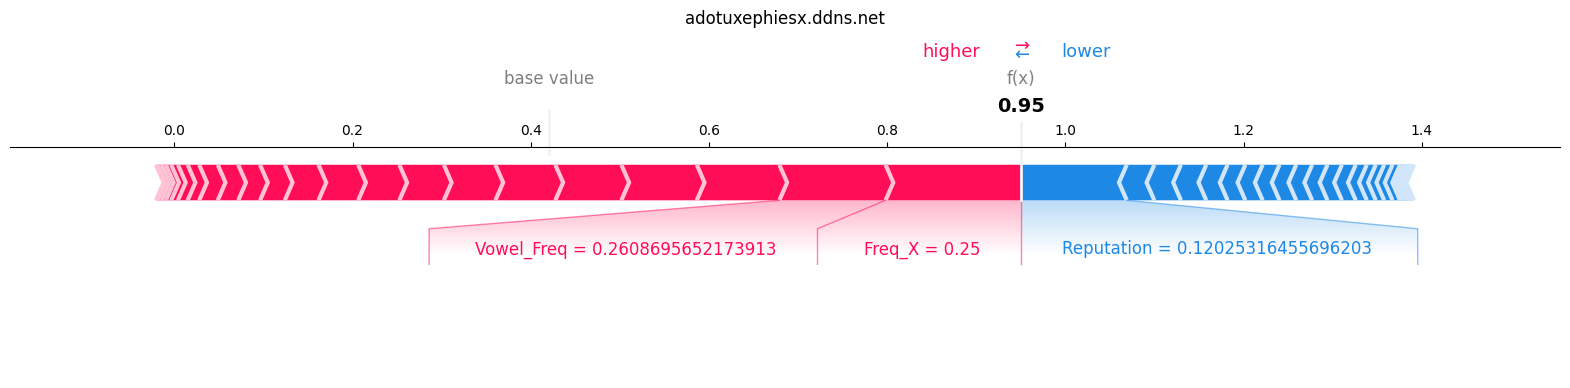 adotuxephiesx.ddns.net
higher ⇄ lower
base value f(x)
0.95
0.0 0.2 0.4 0.6 0.8 1.0 1.2 1.4
Vowel_Freq = 0.2608695652173913 Freq_X = 0.25 Reputation = 0.12025316455696203